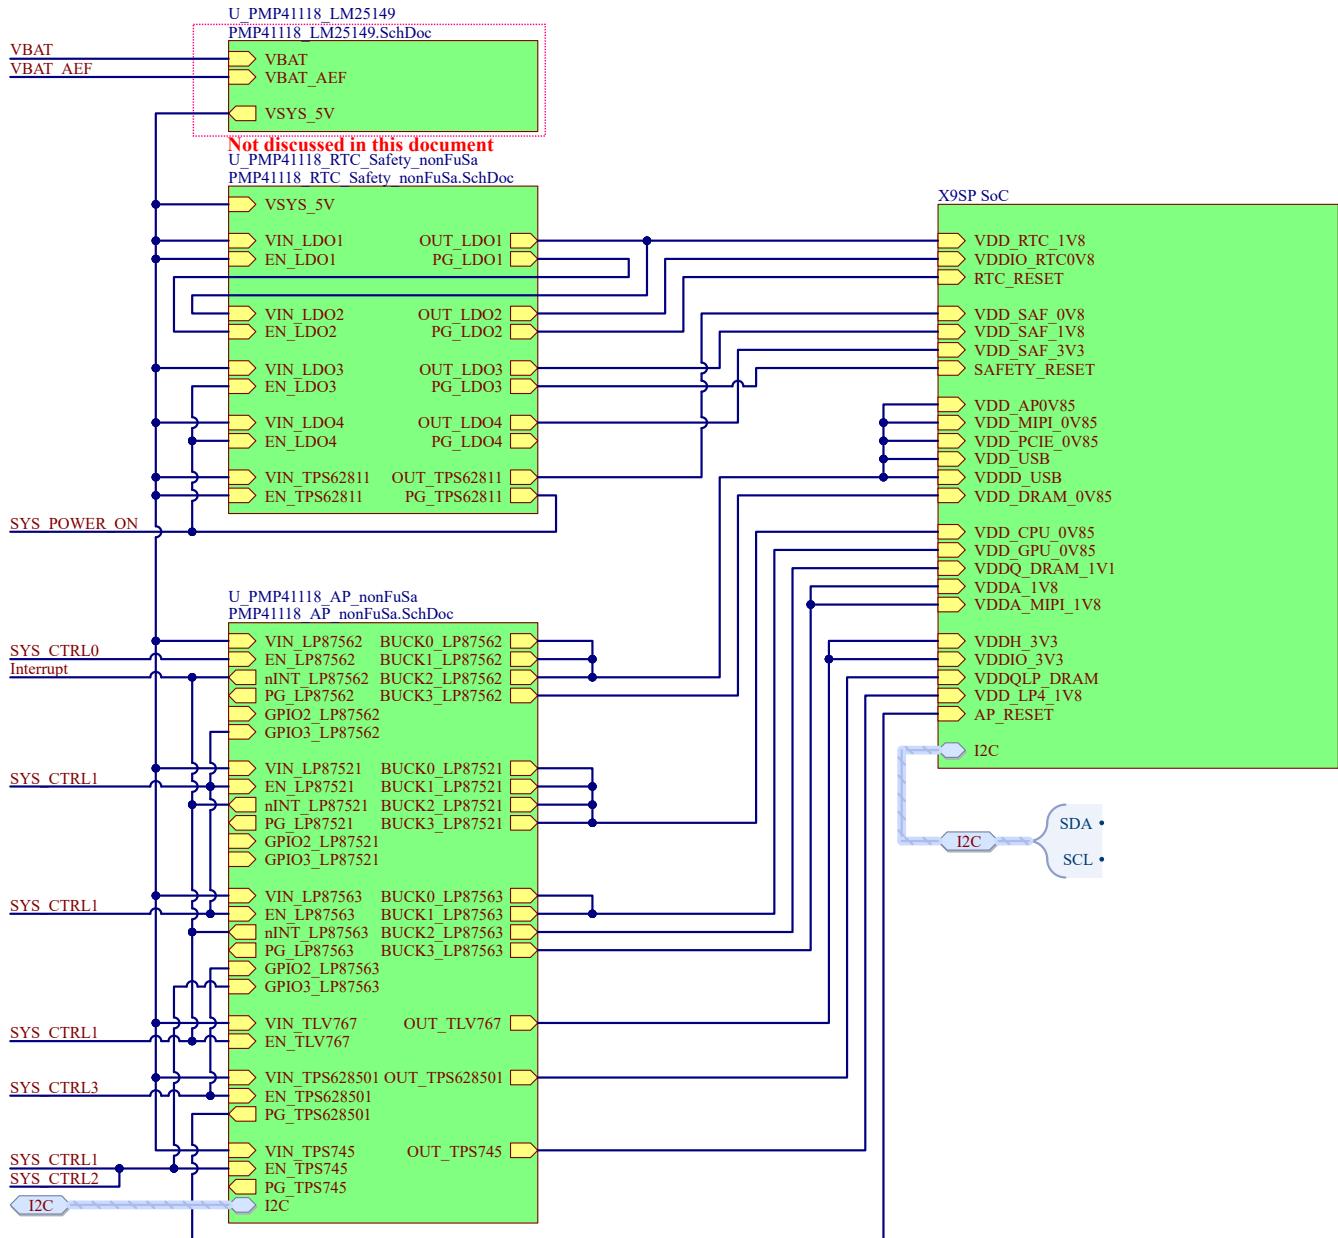 U_PMP41118_LM25149
PMP41118_LM25149.SchDoc
VBAT
VBAT_AEF
VBAT
VBAT_AEF
VSYS_5V
Not discussed in this document
U_PMP41118_RTC_Safety_nonFuSa
PMP41118_RTC_Safety_nonFuSa.SchDoc
VSYS_5V
VIN_LDO1
OUT_LDO1
EN_LDO1
PG_LDO1
VIN_LDO2
OUT_LDO2
EN_LDO2
PG_LDO2
VIN_LDO3
OUT_LDO3
EN_LDO3
PG_LDO3
VIN_LDO4
OUT_LDO4
EN_LDO4
PG_LDO4
VIN_TPS62811
OUT_TPS62811
EN_TPS62811
PG_TPS62811
SYS_POWER_ON
X9SP SoC
VDD_RTC_1V8
VDDIO_RTC0V8
RTC_RESET
VDD_SAF_0V8
VDD_SAF_1V8
VDD_SAF_3V3
SAFETY_RESET
VDD_AP0V85
VDD_MIPI_0V85
VDD_PCIE_0V85
VDD_USB
VDDD_USB
VDD_DRAM_0V85
VDD_CPU_0V85
VDD_GPU_0V85
VDDQ_DRAM_1V1
VDDA_1V8
VDDA_MIPI_1V8
VDDH_3V3
VDDIO_3V3
VDDQLP_DRAM
VDD_LP4_1V8
AP_RESET
I2C
I2C
SDA
SCL
U_PMP41118_AP_nonFuSa
PMP41118_AP_nonFuSa.SchDoc
SYS_CTRL0
Interrupt
VIN_LP87562
BUCK0_LP87562
EN_LP87562
BUCK1_LP87562
nINT_LP87562
BUCK2_LP87562
PG_LP87562
BUCK3_LP87562
GPIO2_LP87562
GPIO3_LP87562
SYS_CTRL1
VIN_LP87521
BUCK0_LP87521
EN_LP87521
BUCK1_LP87521
nINT_LP87521
BUCK2_LP87521
PG_LP87521
BUCK3_LP87521
GPIO2_LP87521
GPIO3_LP87521
SYS_CTRL1
VIN_LP87563
BUCK0_LP87563
EN_LP87563
BUCK1_LP87563
nINT_LP87563
BUCK2_LP87563
PG_LP87563
BUCK3_LP87563
GPIO2_LP87563
GPIO3_LP87563
SYS_CTRL1
VIN_TLV767
OUT_TLV767
EN_TLV767
SYS_CTRL3
VIN_TPS628501
OUT_TPS628501
EN_TPS628501
PG_TPS628501
SYS_CTRL1
SYS_CTRL2
VIN_TPS745
OUT_TPS745
EN_TPS745
PG_TPS745
I2C
I2C